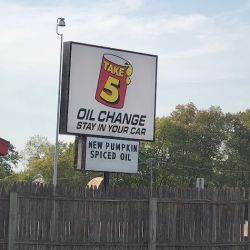 TAKE
5
OIL CHANGE
STAY IN YOUR CAR
NEW PUMPKIN
SPICED OIL